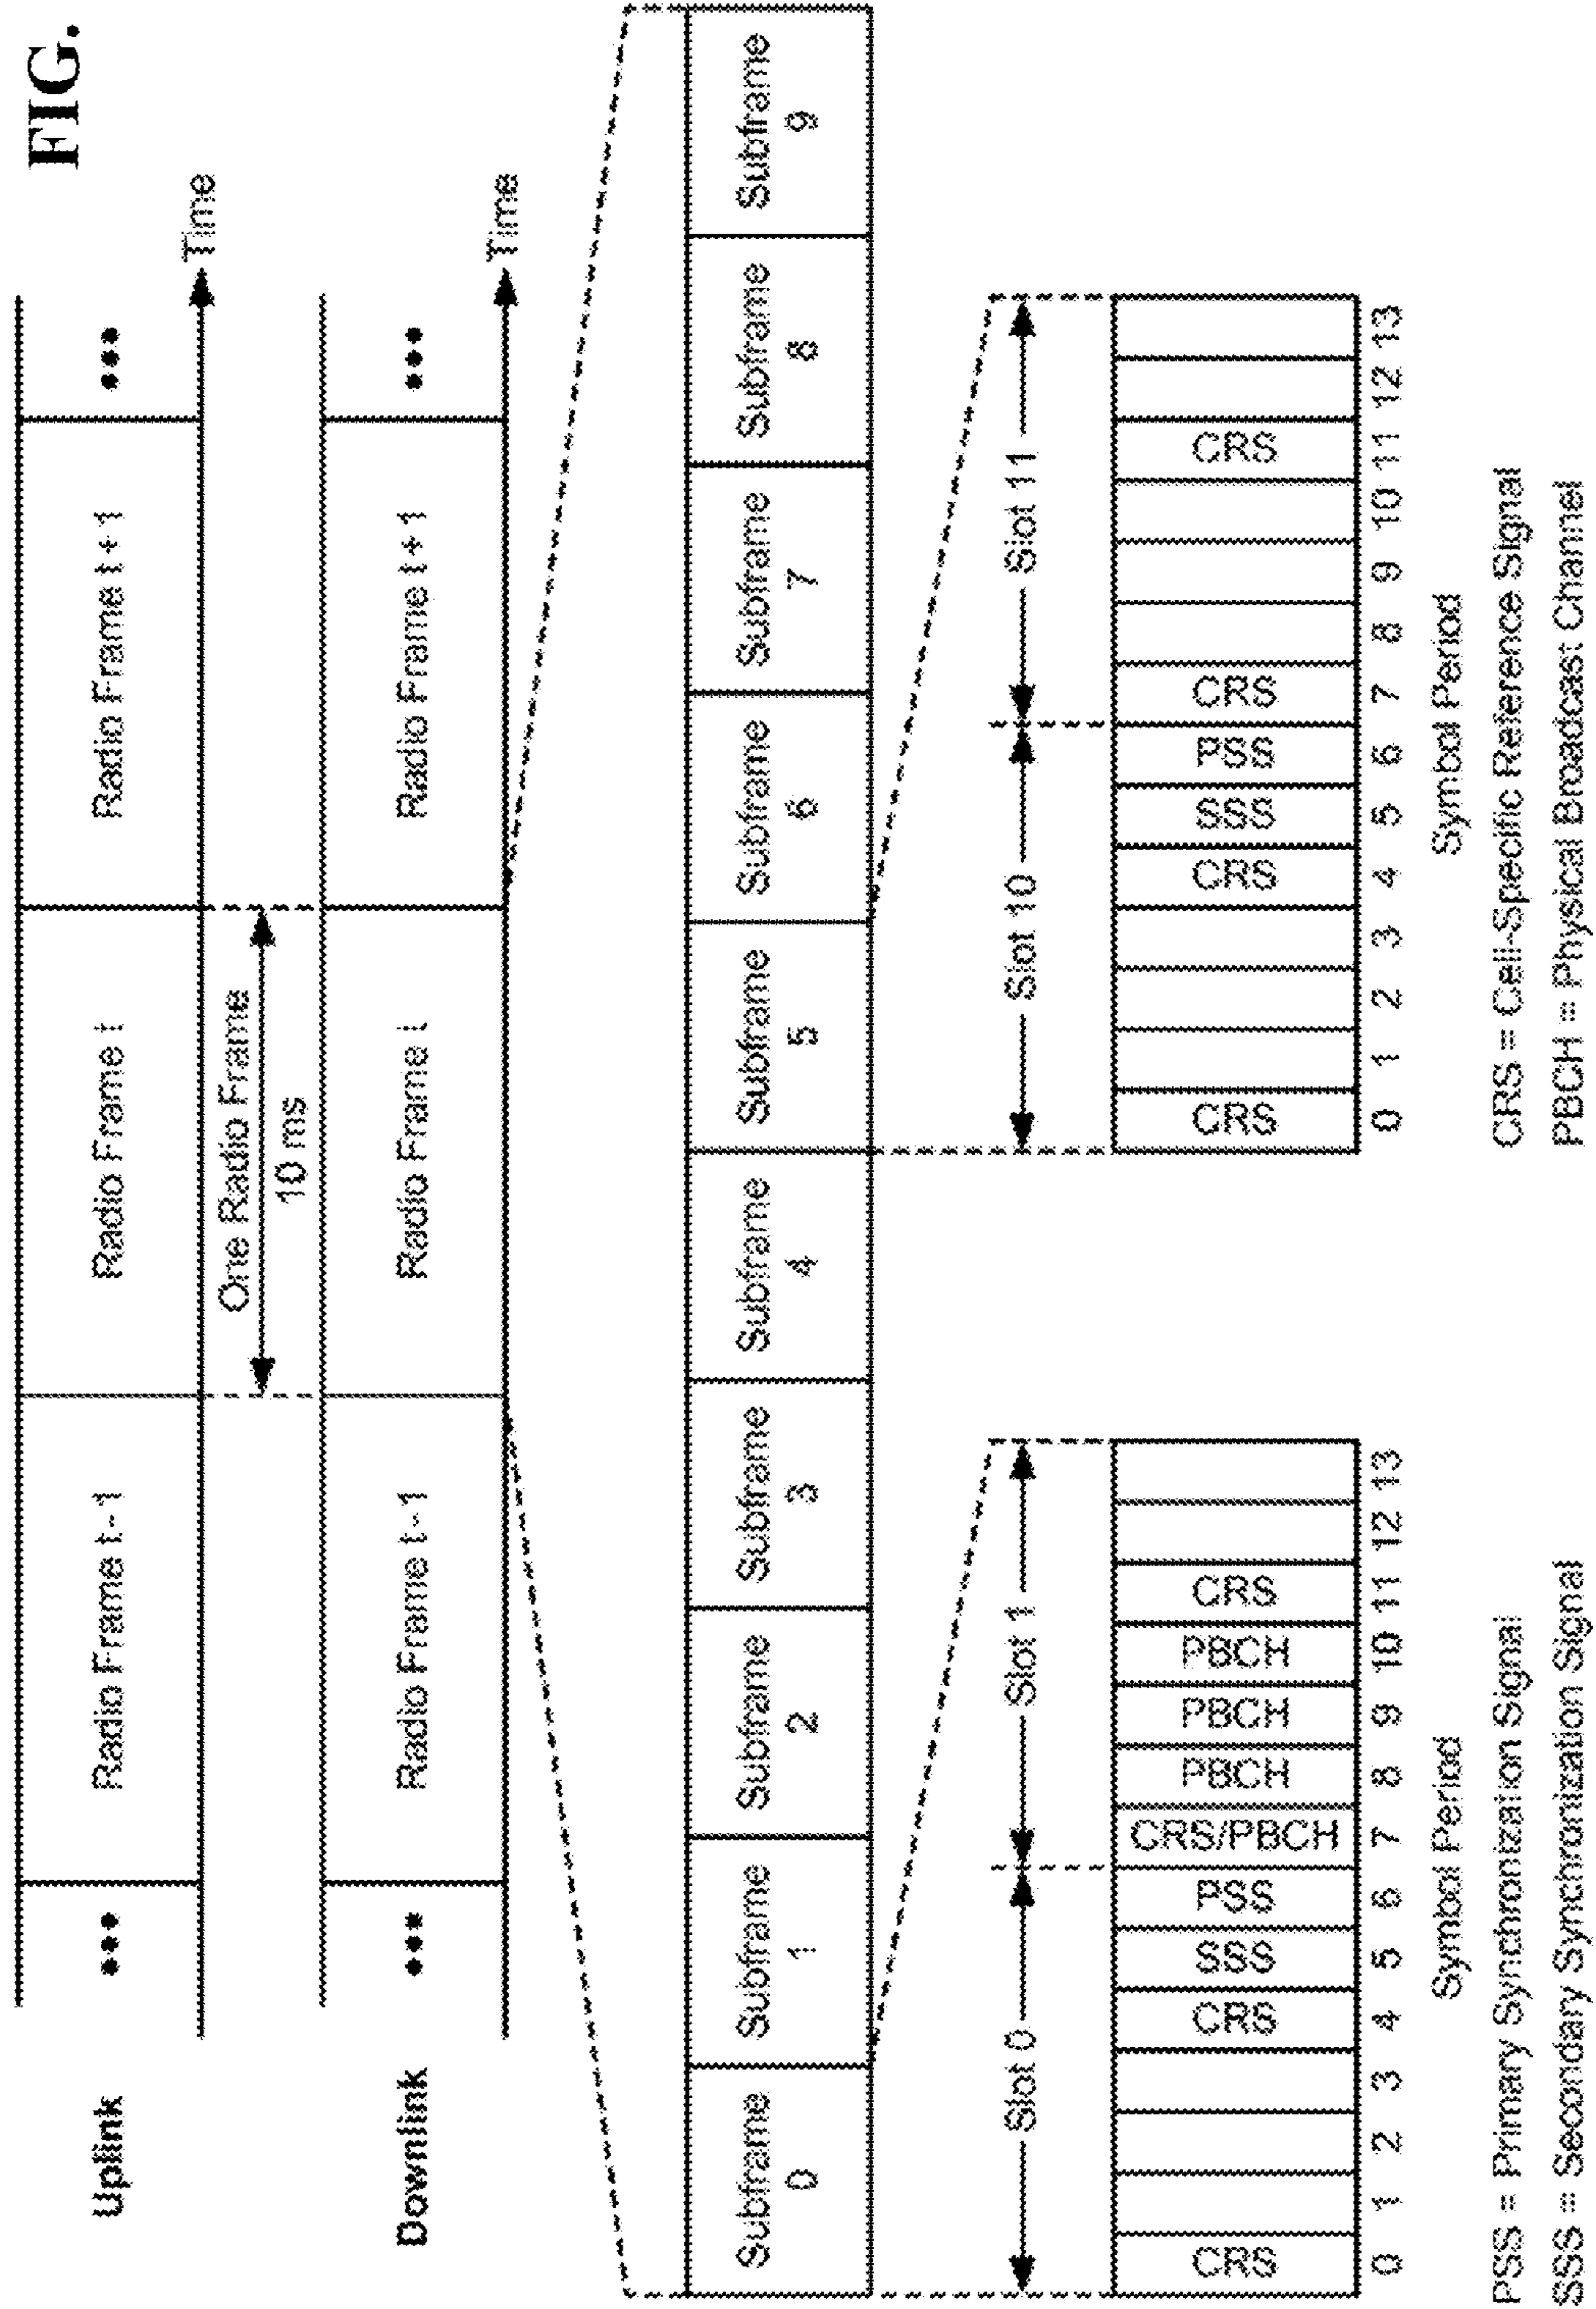 FIG.
Uplink
••• Radio Frame t - 1 Radio Frame t Radio Frame t + 1 •••
Time
One Radio Frame
10 ms
Downlink
••• Radio Frame t - 1 Radio Frame t Radio Frame t + 1 •••
Time
Subframe Subframe Subframe Subframe Subframe Subframe Subframe Subframe Subframe Subframe
0 1 2 3 4 5 6 7 8 9
Slot 0 Slot 1
CRS CRS SSS PSS CRS/PBCH PBCH PBCH PBCH CRS
0 1 2 3 4 5 6 7 8 9 10 11 12 13
Symbol Period
Slot 10 Slot 11
CRS CRS SSS PSS CRS CRS
0 1 2 3 4 5 6 7 8 9 10 11 12 13
Symbol Period
PSS = Primary Synchronization Signal
SSS = Secondary Synchronization Signal
CRS = Cell-Specific Reference Signal
PBCH = Physical Broadcast Channel